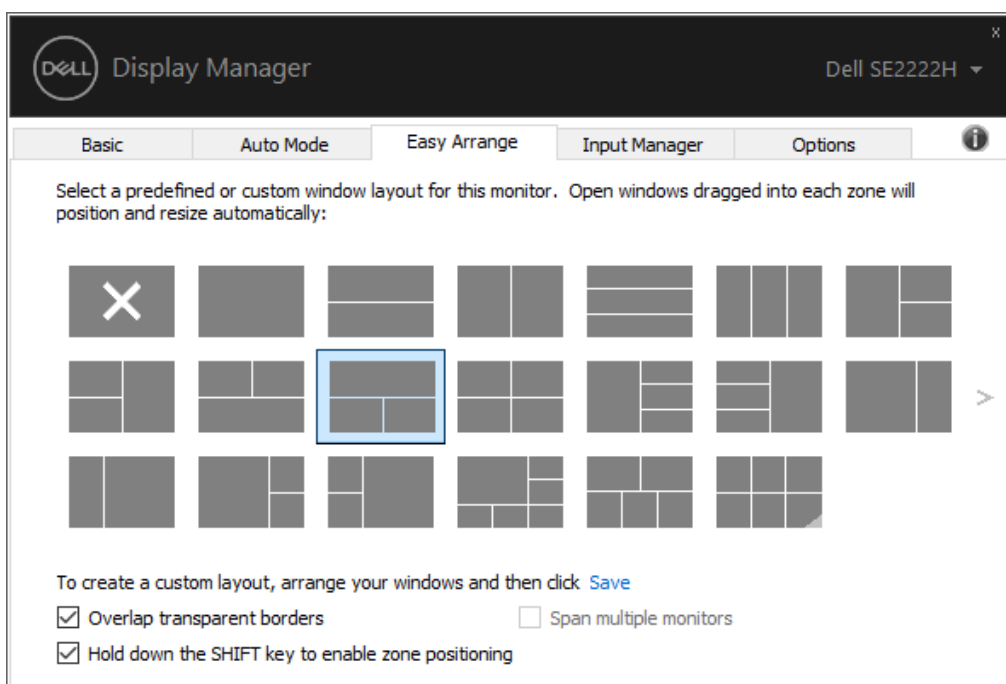 x
DELL
Display Manager
Dell SE2222H
Basic
Auto Mode
Easy Arrange
Input Manager
Options
Select a predefined or custom window layout for this monitor. Open windows dragged into each zone will
position and resize automatically:
>
To create a custom layout, arrange your windows and then click Save
Overlap transparent borders
Span multiple monitors
Hold down the SHIFT key to enable zone positioning